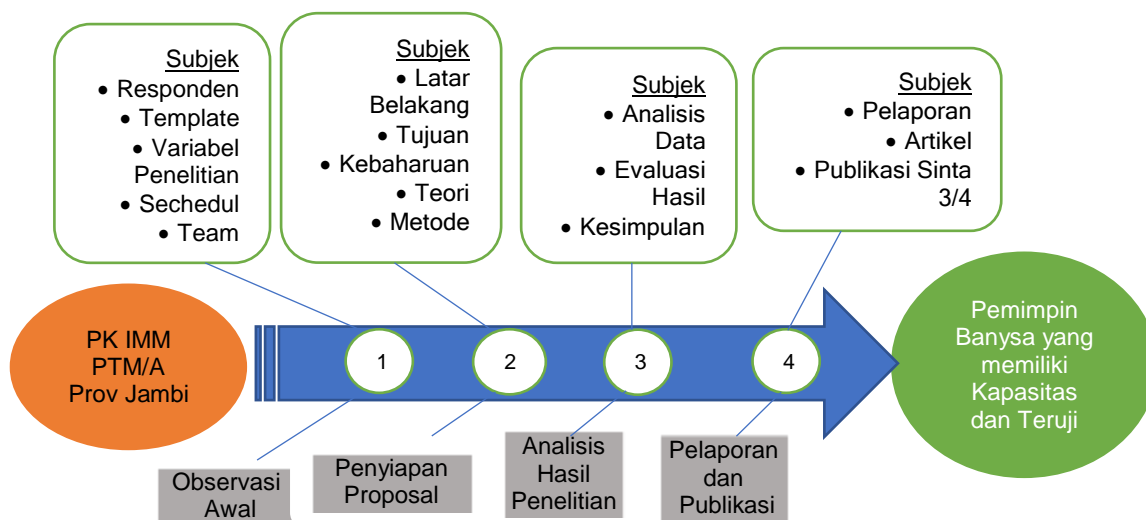 Subjek
• Responden
• Template
• Variabel
Penelitian
• Sechedul
• Team
Subjek
• Latar
Belakang
• Tujuan
• Kebaharuan
• Teori
• Metode
Subjek
• Analisis
Data
• Evaluasi
Hasil
• Kesimpulan
Subjek
• Pelaporan
• Artikel
• Publikasi Sinta
3/4
PK IMM
PTM/A
Prov Jambi
1
2
3
4
Pemimpin
Banysa yang
memiliki
Kapasitas
dan Teruji
Observasi
Awal
Penyiapan
Proposal
Analisis
Hasil
Penelitian
Pelaporan
dan
Publikasi